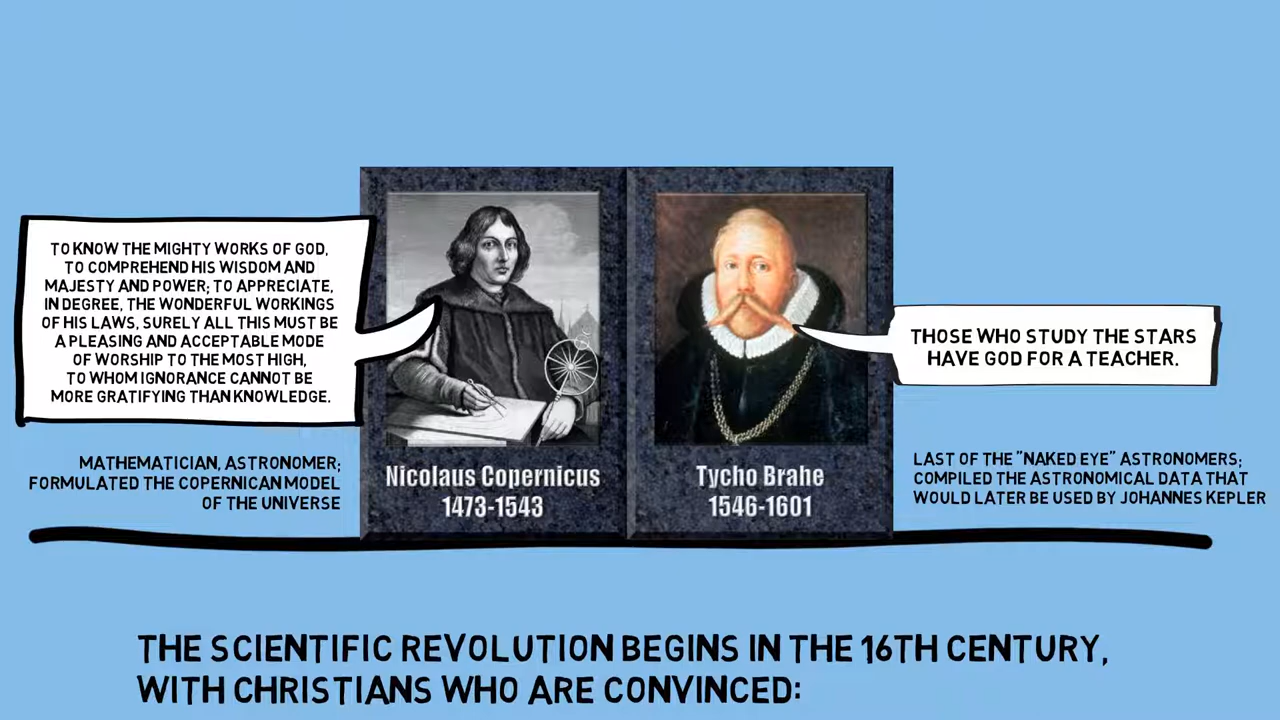 TO KNOW THE MIGHTY WORKS OF GOD,
TO COMPREHEND HIS WISDOM AND
MAJESTY AND POWER; TO APPRECIATE,
IN DEGREE, THE WONDERFUL WORKINGS
OF HIS LAWS, SURELY ALL THIS MUST BE
A PLEASING AND ACCEPTABLE MODE
OF WORSHIP TO THE MOST HIGH,
TO WHOM IGNORANCE CANNOT BE
MORE GRATIFYING THAN KNOWLEDGE.
MATHEMATICIAN, ASTRONOMER;
FORMULATED THE COPERNICAN MODEL
OF THE UNIVERSE
Nicolaus Copernicus
1473-1543
Tycho Brahe
1546-1601
THOSE WHO STUDY THE STARS
HAVE GOD FOR A TEACHER.
LAST OF THE "NAKED EYE" ASTRONOMERS;
COMPILED THE ASTRONOMICAL DATA THAT
WOULD LATER BE USED BY JOHANNES KEPLER
THE SCIENTIFIC REVOLUTION BEGINS IN THE 16TH CENTURY,
WITH CHRISTIANS WHO ARE CONVINCED: